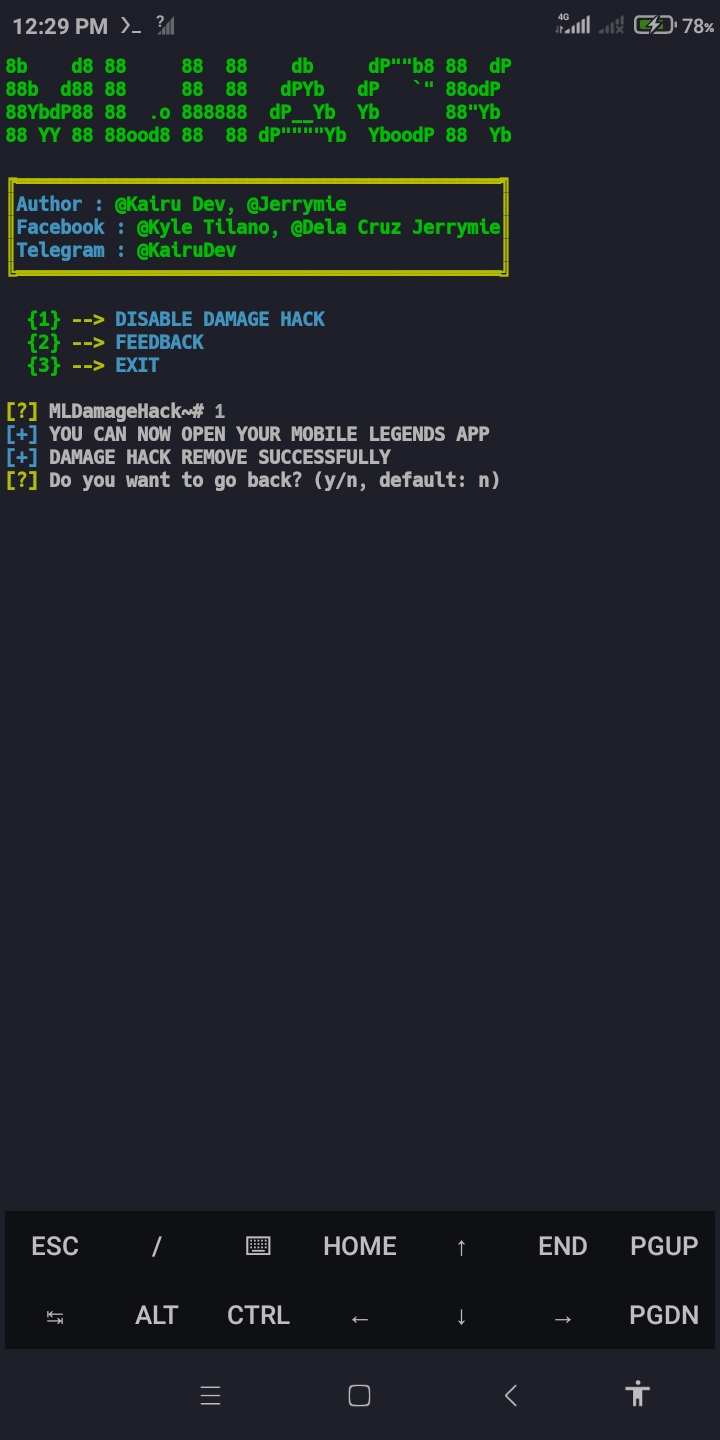 12:29 PM
4G
78%
8b    d8 88     88  88    db     dP""b8 88  dP
88b  d88 88     88  88   dPYb   dP   `" 88odP
88YbdP88 88  .o 888888  dP__Yb  Yb      88"Yb
88 YY 88 88ood8 88  88 dP""""Yb  YboodP 88  Yb
Author : @Kairu Dev, @Jerrymie
Facebook : @Kyle Tilano, @Dela Cruz Jerrymie
Telegram : @KairuDev
{1} --> DISABLE DAMAGE HACK
{2} --> FEEDBACK
{3} --> EXIT
[?] MLDamageHack~# 1
[+] YOU CAN NOW OPEN YOUR MOBILE LEGENDS APP
[+] DAMAGE HACK REMOVE SUCCESSFULLY
[?] Do you want to go back? (y/n, default: n)
ESC / HOME ↑ END PGUP
↹ ALT CTRL ← ↓ → PGDN